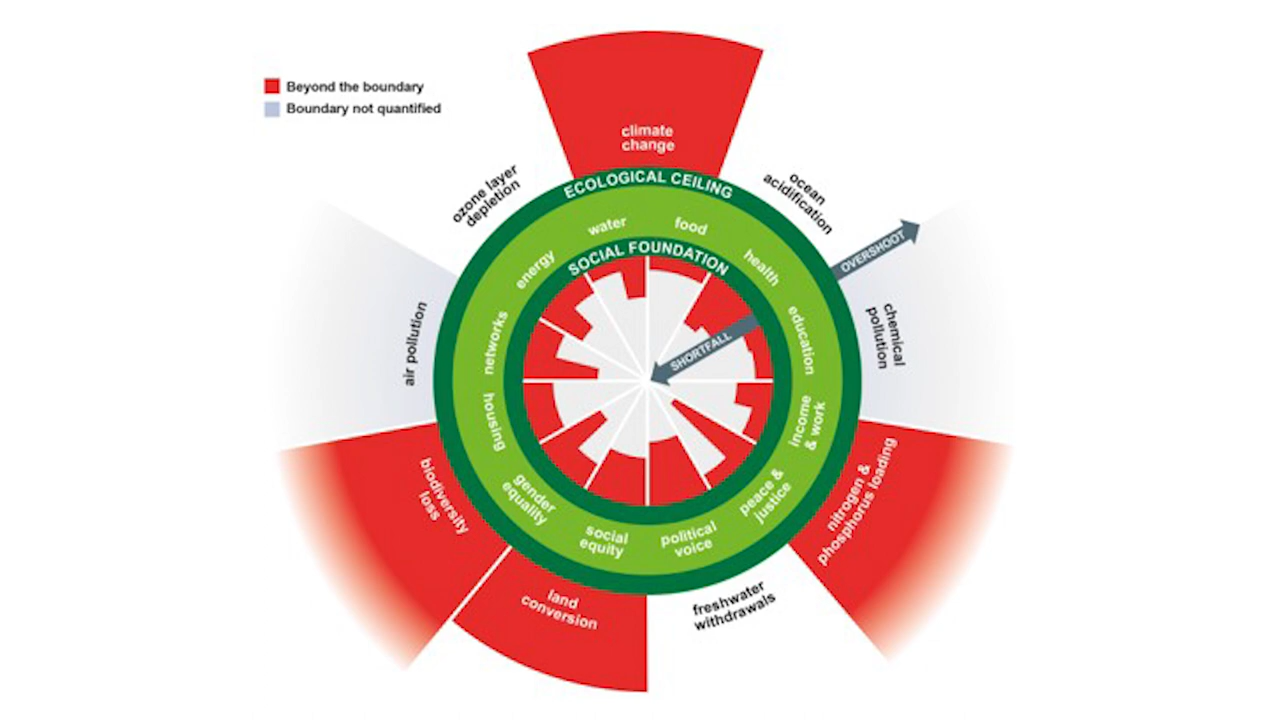 Beyond the boundary
Boundary not quantified
climate
change
ozone layer
depletion
ECOLOGICAL CEILING
ocean
acidification
water
food
energy
SOCIAL FOUNDATION
health
OVERSHOOT
air pollution
networks
SHORTFALL
education
chemical
pollution
housing
income
& work
biodiversity
loss
gender
equality
social
equity
political
voice
peace &
justice
nitrogen &
phosphorus loading
land
conversion
freshwater
withdrawals